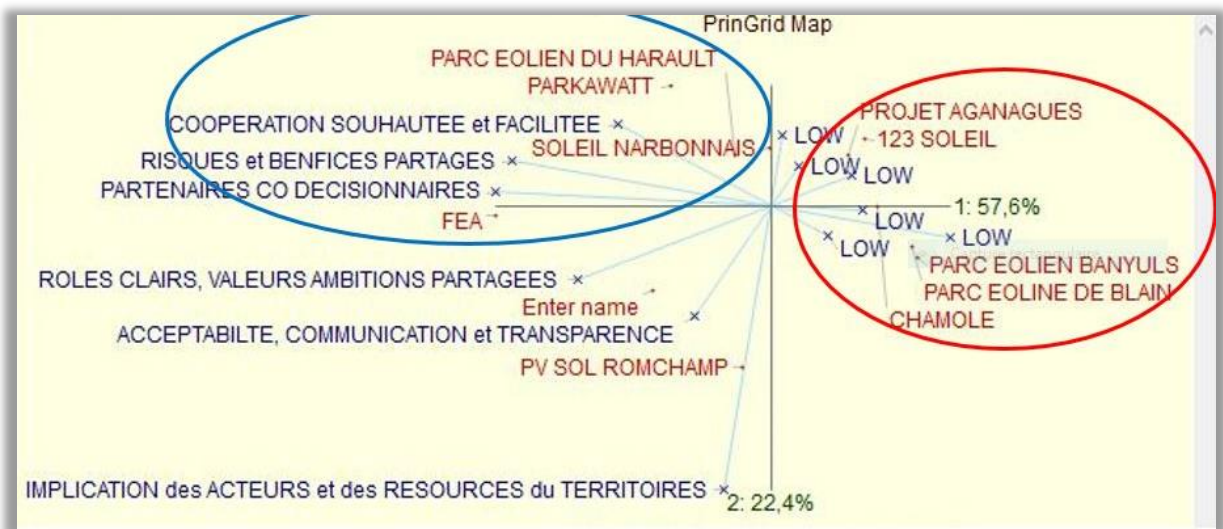 PrinGrid Map
PARC EOLIEN DU HARAULT
PARKAWATT
COOPERATION SOUHAUTEE et FACILITEE
SOLEIL NARBONNAIS
LOW
PROJET AGANAGUES
123 SOLEIL
RISQUES et BENFICES PARTAGES
LOW
LOW
PARTENAIRES CO DECISIONNAIRES
1: 57,6%
FEA
LOW
LOW
LOW
PARC EOLIEN BANYULS
ROLES CLAIRS, VALEURS AMBITIONS PARTAGEES
PARC EOLINE DE BLAIN
Enter name
CHAMOLE
ACCEPTABILTE, COMMUNICATION et TRANSPARENCE
PV SOL ROMCHAMP
IMPLICATION des ACTEURS et des RESOURCES du TERRITOIRES
2: 22,4%